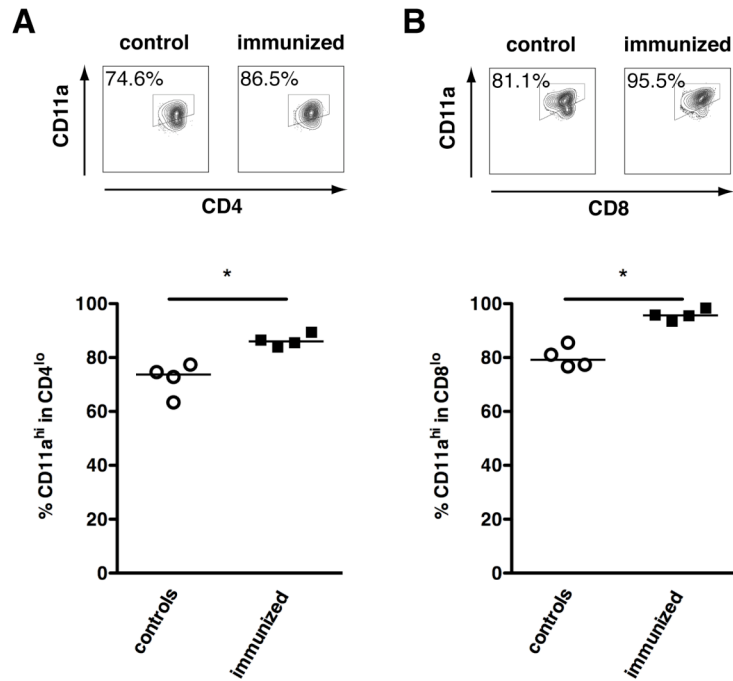 A
control immunized
74.6% 86.5%
CD11a
CD4
*
100
80
60
40
20
0
% CD11a^hi in CD4^lo
controls
immunized
B
control immunized
81.1% 95.5%
CD11a
CD8
*
100
80
60
40
20
0
% CD11a^hi in CD8^lo
controls
immunized